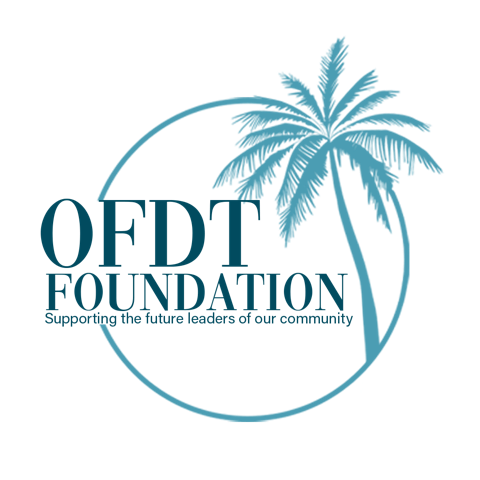 OFDT
FOUNDATION
Supporting the future leaders of our community